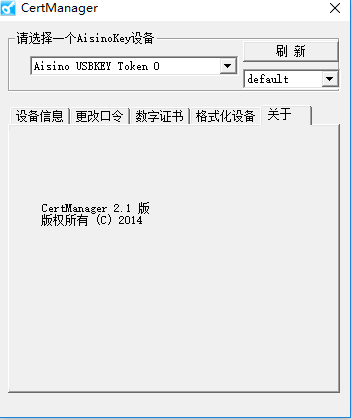 CertManager
请选择一个AisinoKey设备
Aisino USBKEY Token 0
刷 新
default
设备信息 更改口令 数字证书 格式化设备 关于
CertManager 2.1 版
版权所有 (C) 2014